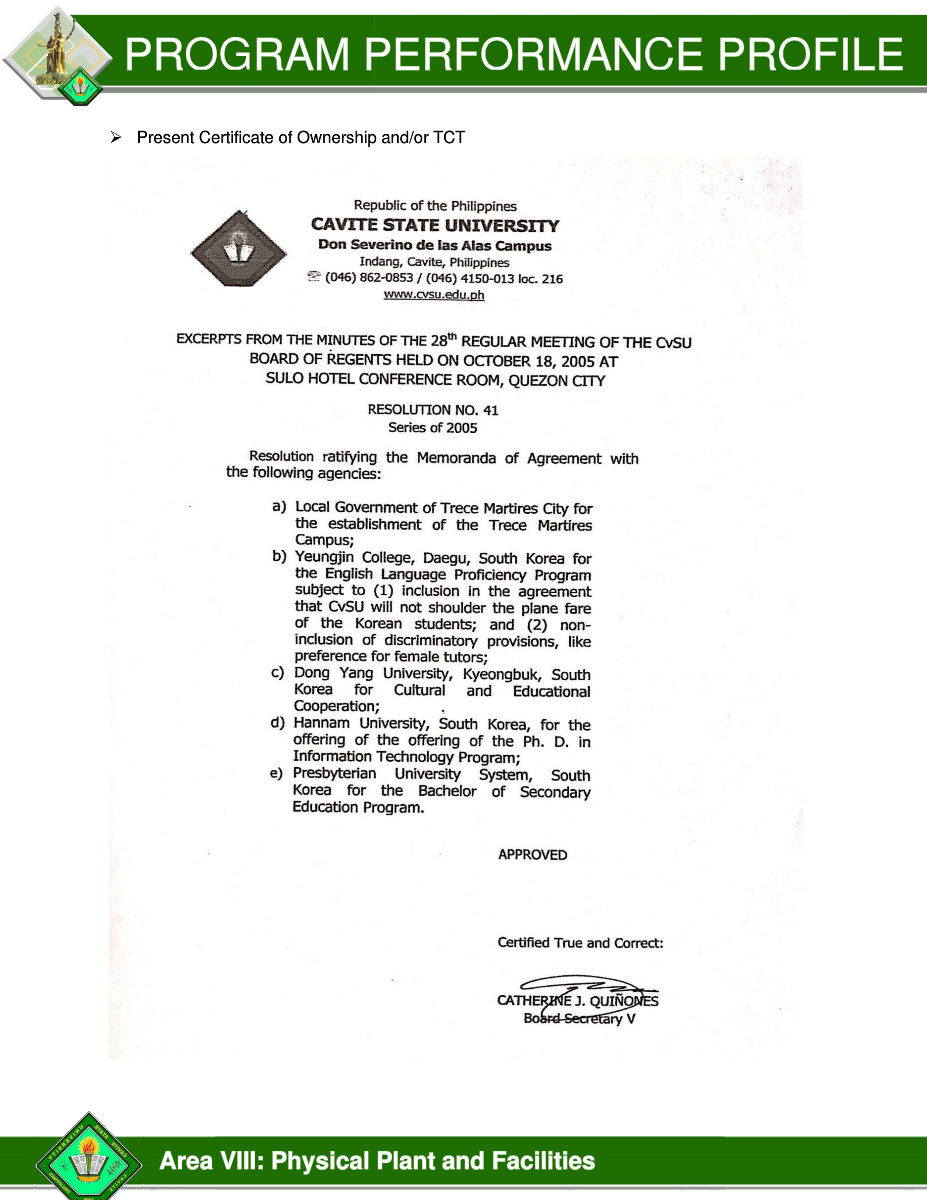 PROGRAM PERFORMANCE PROFILE
➢ Present Certificate of Ownership and/or TCT
Republic of the Philippines
CAVITE STATE UNIVERSITY
Don Severino de las Alas Campus
Indang, Cavite, Philippines
☏ (046) 862-0853 / (046) 4150-013 loc. 216
www.cvsu.edu.ph
EXCERPTS FROM THE MINUTES OF THE 28th REGULAR MEETING OF THE CvSU
BOARD OF REGENTS HELD ON OCTOBER 18, 2005 AT
SULO HOTEL CONFERENCE ROOM, QUEZON CITY
RESOLUTION NO. 41
Series of 2005
Resolution ratifying the Memoranda of Agreement with
the following agencies:
a) Local Government of Trece Martires City for
the establishment of the Trece Martires
Campus;
b) Yeungjin College, Daegu, South Korea for
the English Language Proficiency Program
subject to (1) inclusion in the agreement
that CvSU will not shoulder the plane fare
of the Korean students; and (2) non-
inclusion of discriminatory provisions, like
preference for female tutors;
c) Dong Yang University, Kyeongbuk, South
Korea for Cultural and Educational
Cooperation;
d) Hannam University, South Korea, for the
offering of the offering of the Ph. D. in
Information Technology Program;
e) Presbyterian University System, South
Korea for the Bachelor of Secondary
Education Program.
APPROVED
Certified True and Correct:
CATHERINE J. QUIÑONES
Board Secretary V
Area VIII: Physical Plant and Facilities